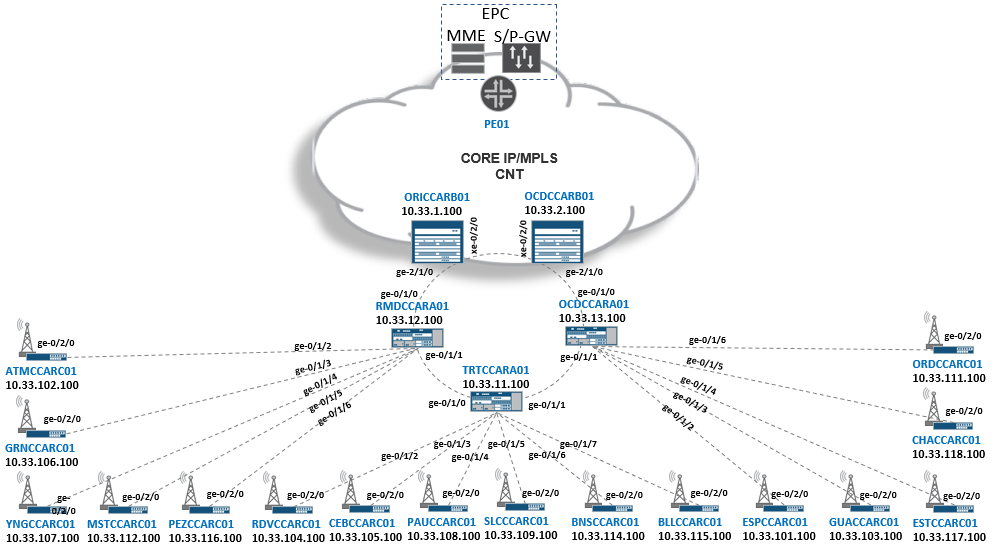 EPC
MME S/P-GW
PE01
CORE IP/MPLS
CNT
ORICCARB01
10.33.1.100
OCDCCARB01
10.33.2.100
xe-0/2/0
xe-0/2/0
ge-2/1/0
ge-2/1/0
ge-0/1/0
ge-0/1/0
RMDCCARA01
10.33.12.100
OCDCCARA01
10.33.13.100
ge-0/1/1
ge-0/1/1
TRTCCARA01
10.33.11.100
ge-0/1/0
ge-0/1/1
ge-0/2/0
ATMCCARC01
10.33.102.100
ge-0/1/2
ge-0/1/3
ge-0/1/4
ge-0/1/5
ge-0/1/6
ge-0/2/0
GRNCCARC01
10.33.106.100
ge-0/1/6
ge-0/1/5
ge-0/1/4
ge-0/1/3
ge-0/1/2
ge-0/2/0
ORDCCARC01
10.33.111.100
ge-0/2/0
CHACCARC01
10.33.118.100
ge-0/1/2
ge-0/1/3
ge-0/1/4
ge-0/1/5
ge-0/1/6
ge-0/1/7
ge-
0/2/0
YNGCCARC01
10.33.107.100
ge-0/2/0
MSTCCARC01
10.33.112.100
ge-0/2/0
PEZCCARC01
10.33.116.100
ge-0/2/0
RDVCCARC01
10.33.104.100
ge-0/2/0
CEBCCARC01
10.33.105.100
ge-0/2/0
PAUCCARC01
10.33.108.100
ge-0/2/0
SLCCCARC01
10.33.109.100
ge-0/2/0
BNSCCARC01
10.33.114.100
ge-0/2/0
BLLCCARC01
10.33.115.100
ge-0/2/0
ESPCCARC01
10.33.101.100
ge-0/2/0
GUACCARC01
10.33.103.100
ge-0/2/0
ESTCCARC01
10.33.117.100